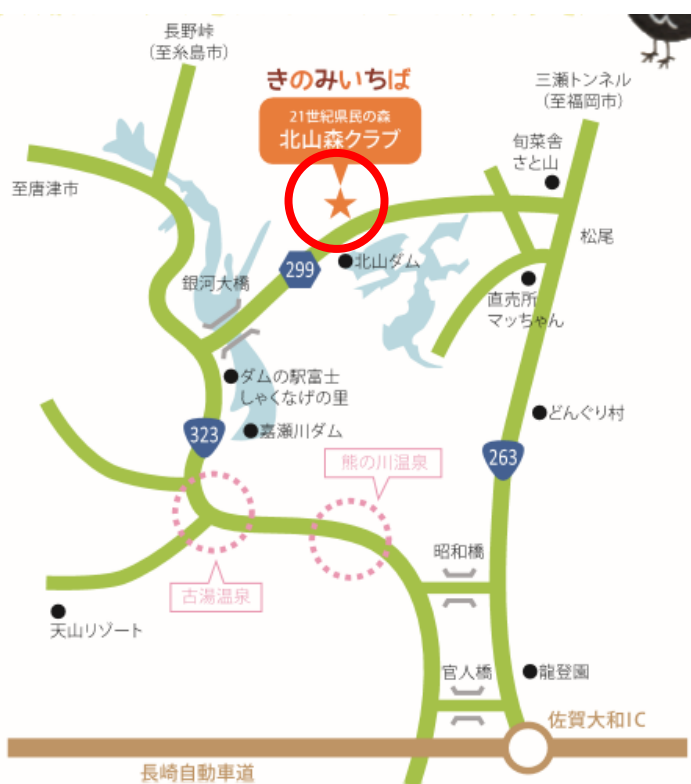 長野峠
(至糸島市)
きのみいちば
21世紀県民の森
北山森クラブ
三瀬トンネル
(至福岡市)
旬菜舎
さと山
至唐津市
松尾
299
北山ダム
銀河大橋
直売所
マッちゃん
ダムの駅富士
しゃくなげの里
どんぐり村
323
嘉瀬川ダム
263
熊の川温泉
昭和橋
古湯温泉
天山リゾート
官人橋
龍登園
佐賀大和IC
長崎自動車道